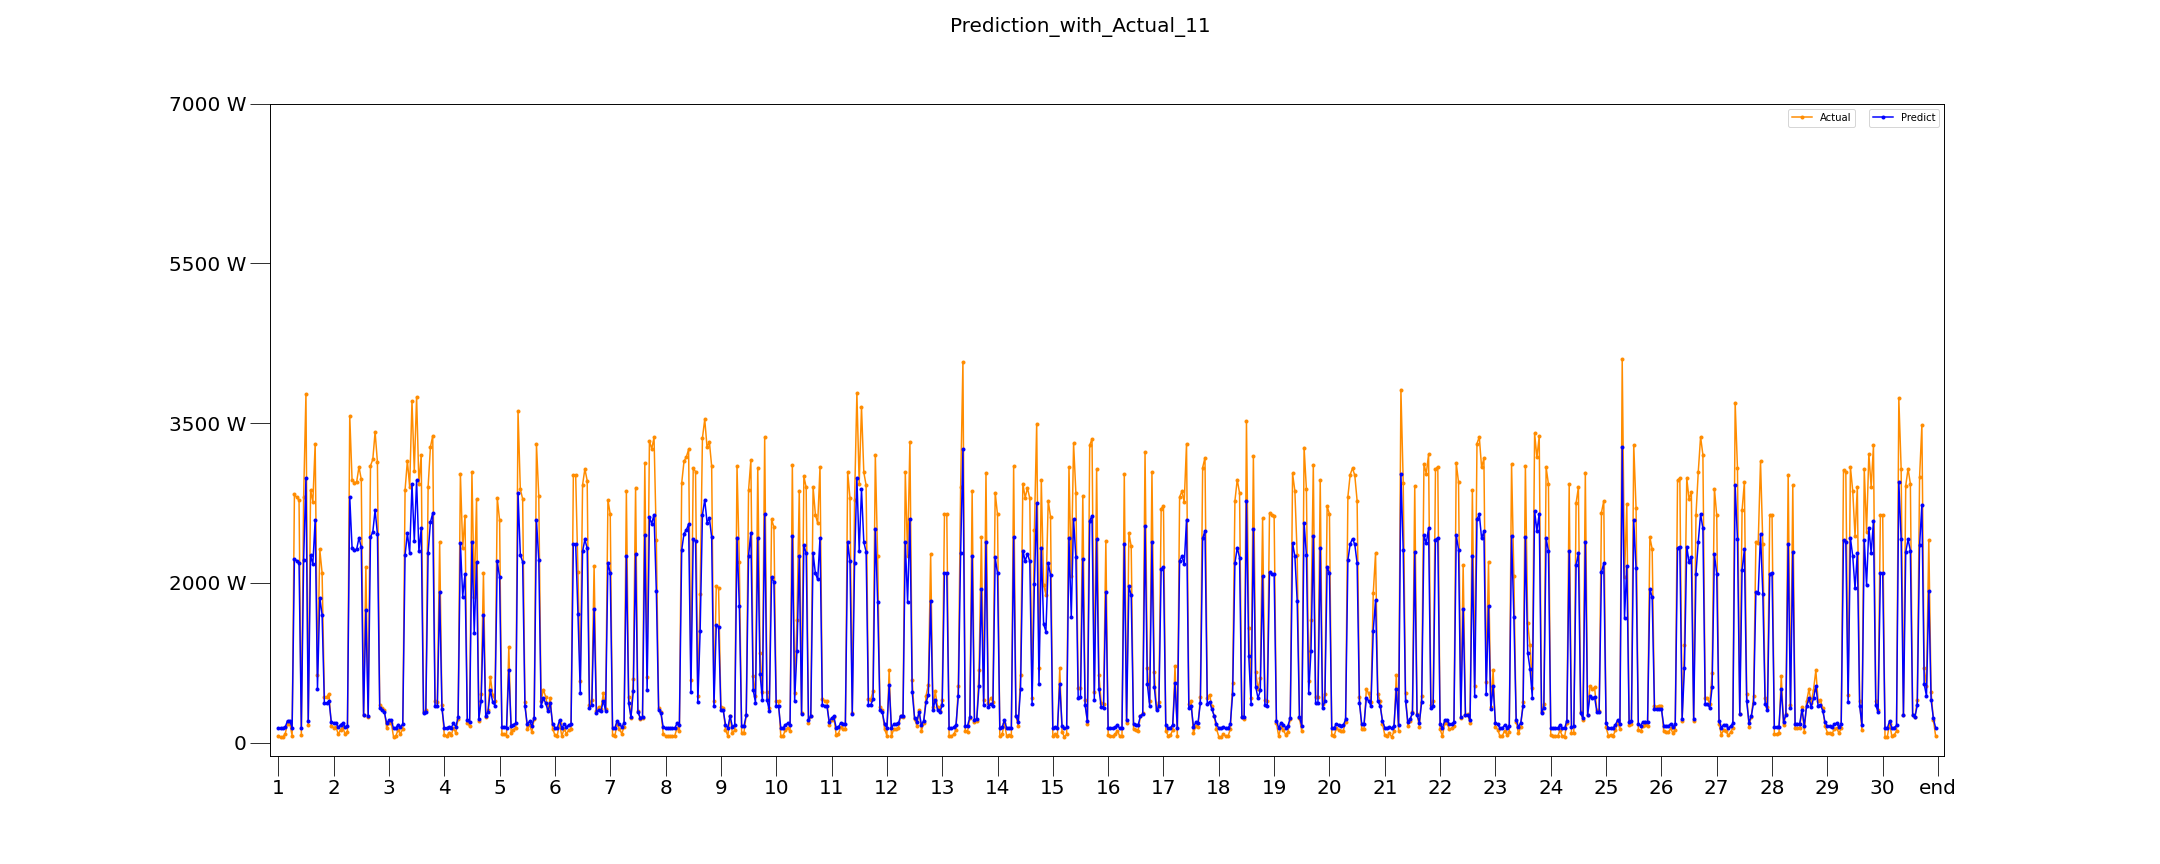 Prediction_with_Actual_11
7000 W
5500 W
3500 W
2000 W
0
Actual Predict
1 2 3 4 5 6 7 8 9 10 11 12 13 14 15 16 17 18 19 20 21 22 23 24 25 26 27 28 29 30 end